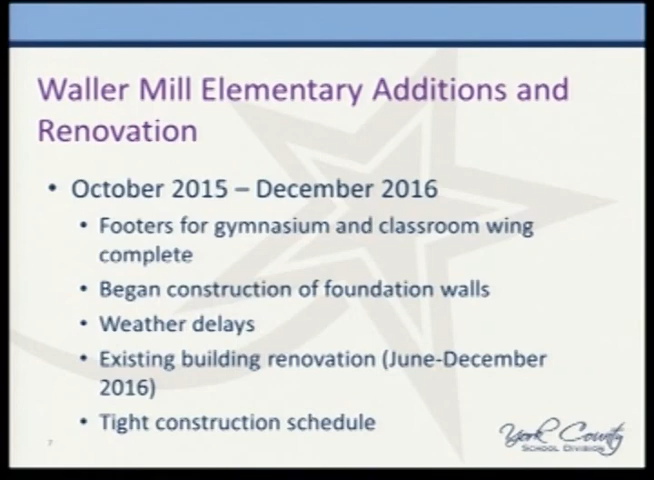 Waller Mill Elementary Additions and
Renovation
• October 2015 – December 2016
• Footers for gymnasium and classroom wing
complete
• Began construction of foundation walls
• Weather delays
• Existing building renovation (June-December
2016)
• Tight construction schedule
7
York County
SCHOOL DIVISION